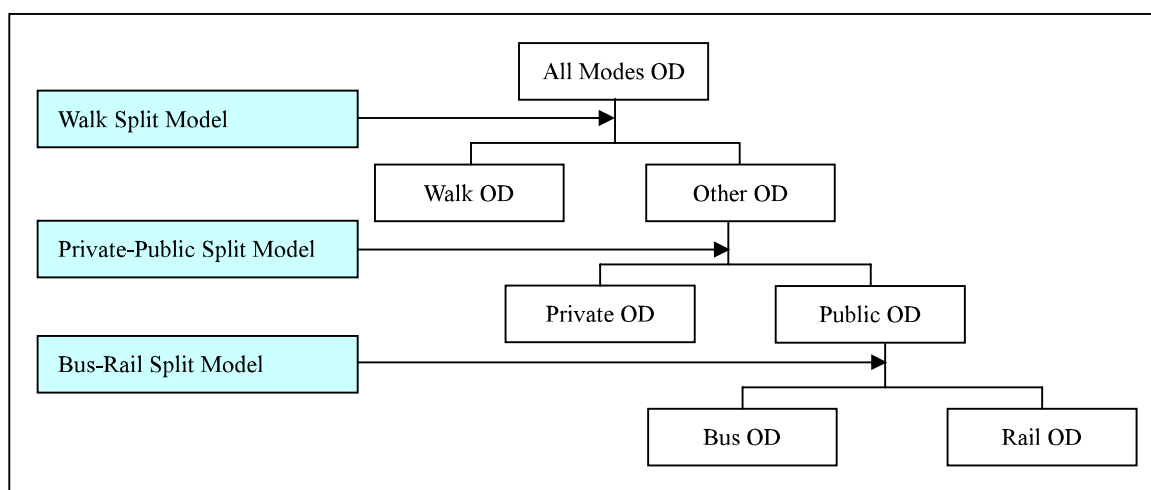 All Modes OD
Walk Split Model
Walk OD
Other OD
Private-Public Split Model
Private OD
Public OD
Bus-Rail Split Model
Bus OD
Rail OD